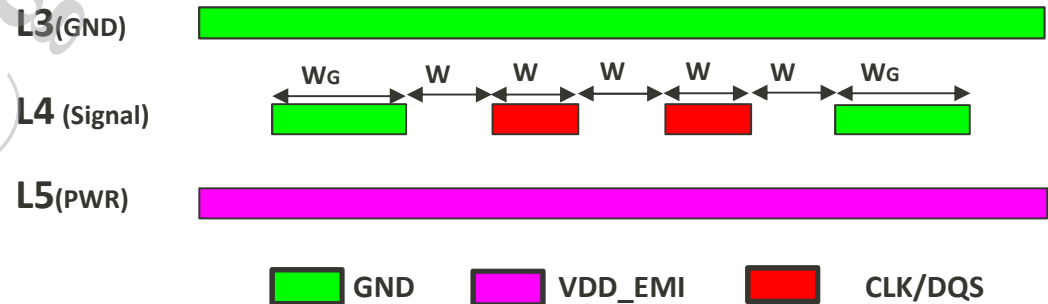 L3(GND)
WG W W W W W WG
L4 (Signal)
L5(PWR)
GND VDD_EMI CLK/DQS